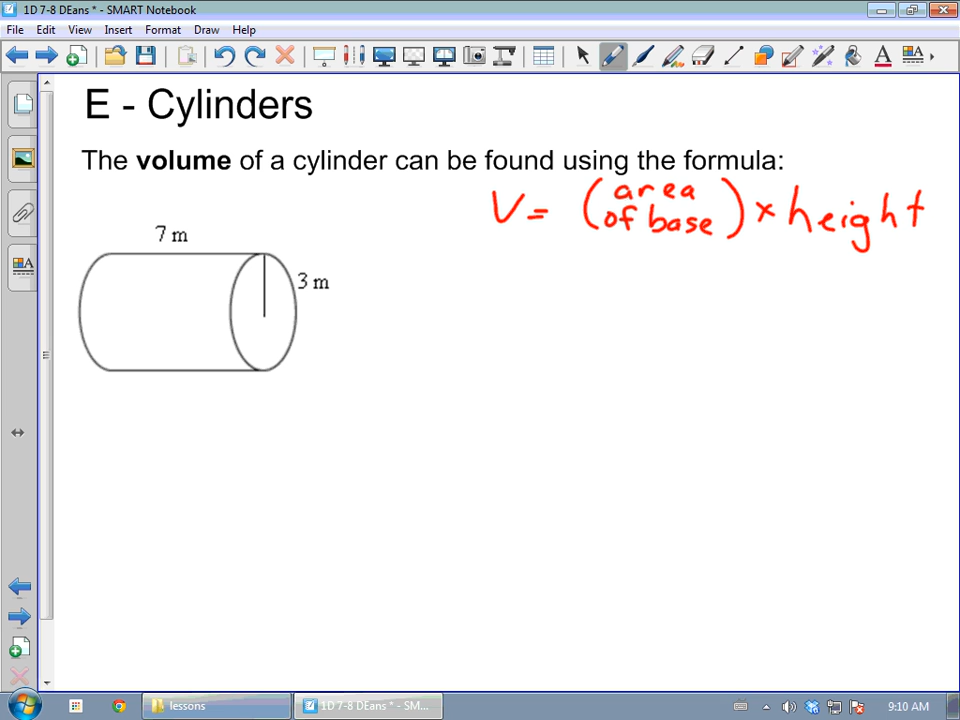 1D 7-8 DEans * - SMART Notebook
File Edit View Insert Format Draw Help
E - Cylinders
The volume of a cylinder can be found using the formula:
V = (area of base) × height
7 m
3 m
lessons
1D 7-8 DEans * - SM...
9:10 AM